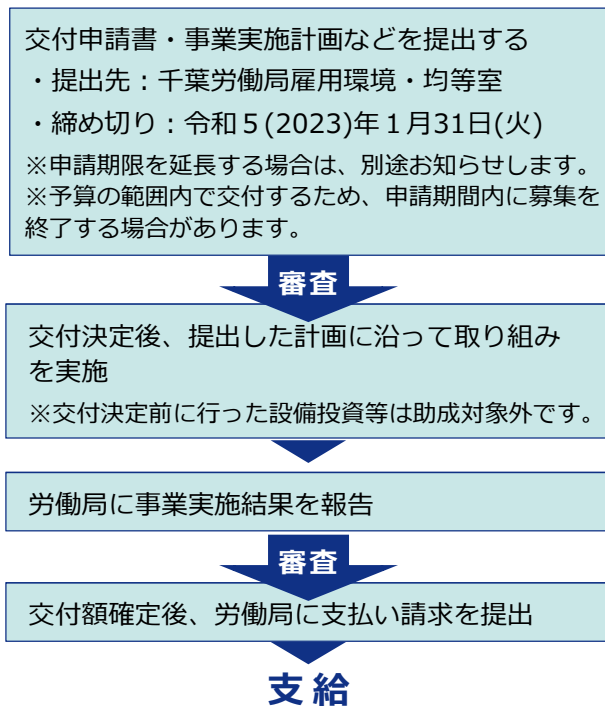 交付申請書・事業実施計画などを提出する
・提出先：千葉労働局雇用環境・均等室
・締め切り：令和５(2023)年１月31日(火)
※申請期限を延長する場合は、別途お知らせします。
※予算の範囲内で交付するため、申請期間内に募集を
終了する場合があります。
審査
交付決定後、提出した計画に沿って取り組み
を実施
※交付決定前に行った設備投資等は助成対象外です。
労働局に事業実施結果を報告
審査
交付額確定後、労働局に支払い請求を提出
支給